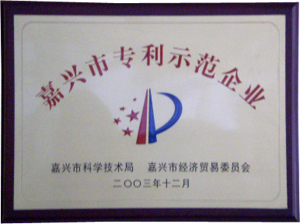 嘉兴市专利示范企业
嘉兴市科学技术局 嘉兴市经济贸易委员会
二〇〇三年十二月